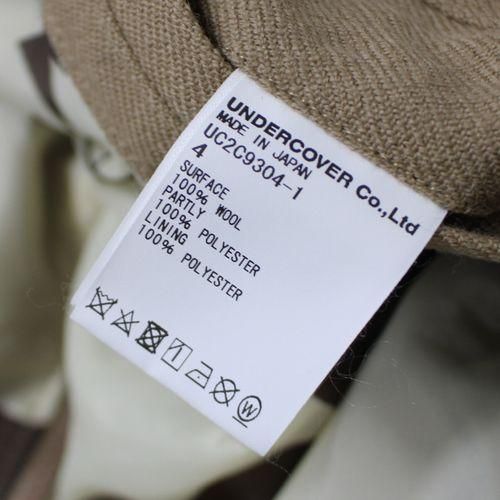 UNDERCOVER Co.,Ltd
MADE IN JAPAN
UC2C9304-1
4
SURFACE
100% WOOL
PARTLY
100% POLYESTER
LINING
100% POLYESTER
W